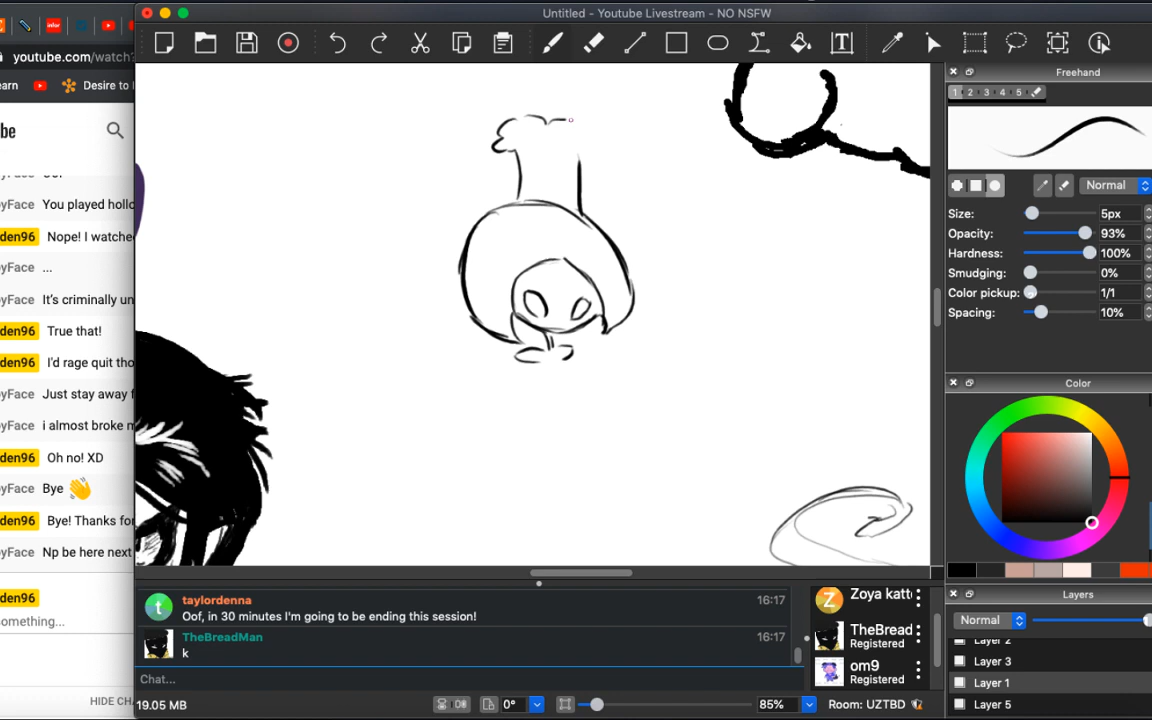 Untitled - Youtube Livestream - NO NSFW
youtube.com/watch?
earn
Desire to
be
You played hollo
den96 Nope! I watche
yFace ...
yFace It's criminally un
den96 True that!
den96 I'd rage quit tho
yFace Just stay away f
yFace i almost broke m
den96 Oh no! XD
yFace Bye 👋
den96 Bye! Thanks for
yFace Np be here next
den96
omething...
HIDE CHA
Freehand
1 2 3 4 5
Normal
Size: 5px
Opacity: 93%
Hardness: 100%
Smudging: 0%
Color pickup: 1/1
Spacing: 10%
Color
Layers
Normal
Layer 2
Layer 3
Layer 1
Layer 5
t
taylordenna 16:17
Oof, in 30 minutes I'm going to be ending this session!
TheBreadMan 16:17
k
Chat...
Z
Zoya katt
TheBread
Registered
om9
Registered
19.05 MB
0°
85%
Room: UZTBD